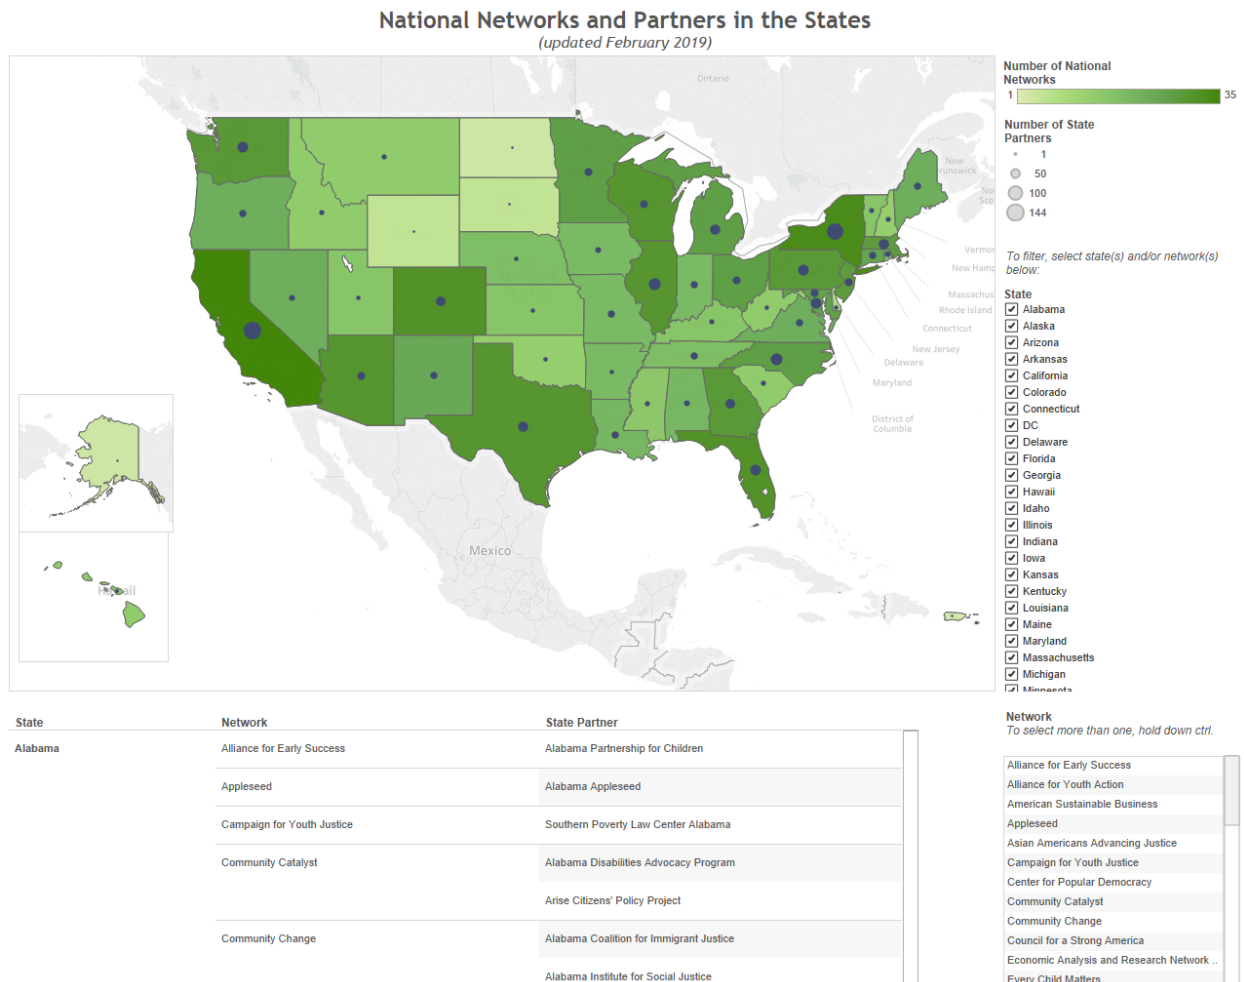 National Networks and Partners in the States
(updated February 2019)
Number of National
Networks
1 35
Number of State
Partners
1
50
100
144
Ontario
New
Vermont
New Hamp
Massachus
Rhode Island
Connecticut
New Jersey
Delaware
Maryland
District of
Columbia
Mexico
To filter, select state(s) and/or network(s)
below:
State
Alabama
Alaska
Arizona
Arkansas
California
Colorado
Connecticut
DC
Delaware
Florida
Georgia
Hawaii
Idaho
Illinois
Indiana
Iowa
Kansas
Kentucky
Louisiana
Maine
Maryland
Massachusetts
Michigan
Minnesota
State Network State Partner
Alabama Alliance for Early Success Alabama Partnership for Children
Appleseed Alabama Appleseed
Campaign for Youth Justice Southern Poverty Law Center Alabama
Community Catalyst Alabama Disabilities Advocacy Program
Arise Citizens' Policy Project
Community Change Alabama Coalition for Immigrant Justice
Alabama Institute for Social Justice
Network
To select more than one, hold down ctrl.
Alliance for Early Success
Alliance for Youth Action
American Sustainable Business
Appleseed
Asian Americans Advancing Justice
Campaign for Youth Justice
Center for Popular Democracy
Community Catalyst
Community Change
Council for a Strong America
Economic Analysis and Research Network ..
Every Child Matters